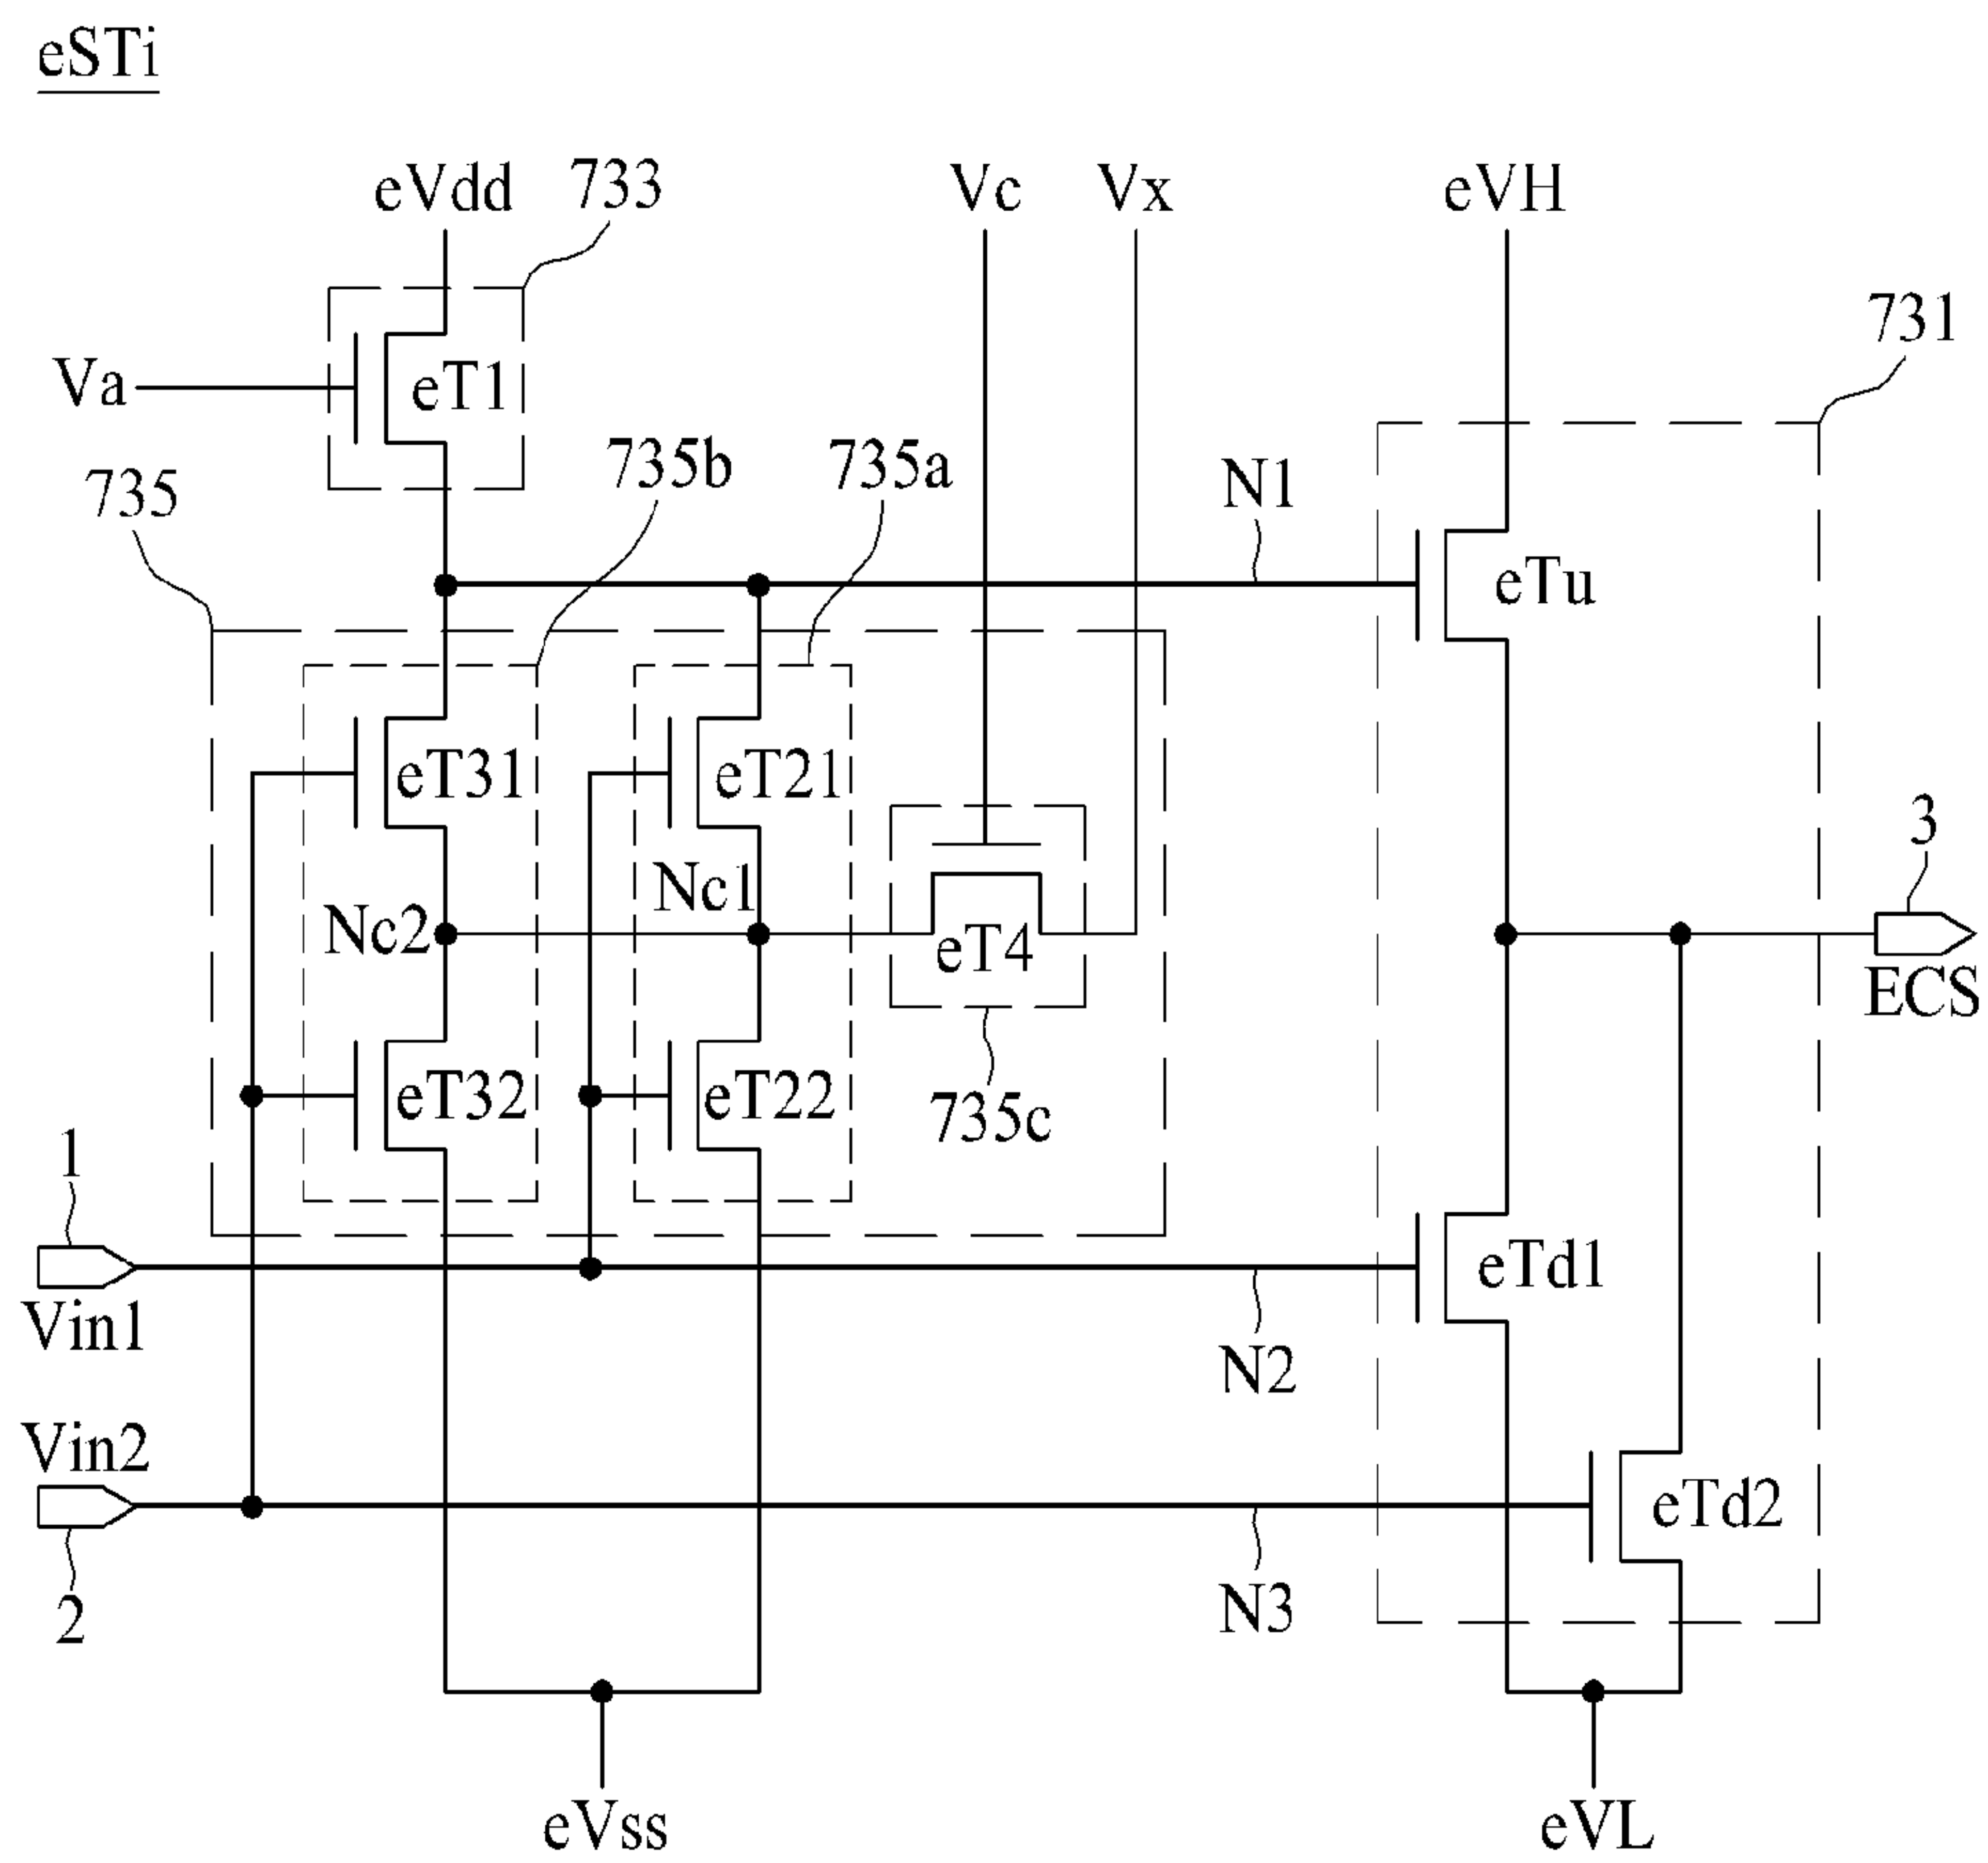 eSTi
eVdd
733
Vc
Vx
eVH
731
Va
eT1
735
735b
735a
N1
eTu
eT31
eT21
3
Nc2
Nc1
eT4
ECS
eT32
eT22
735c
1
Vin1
eTd1
N2
Vin2
2
eTd2
N3
eVss
eVL